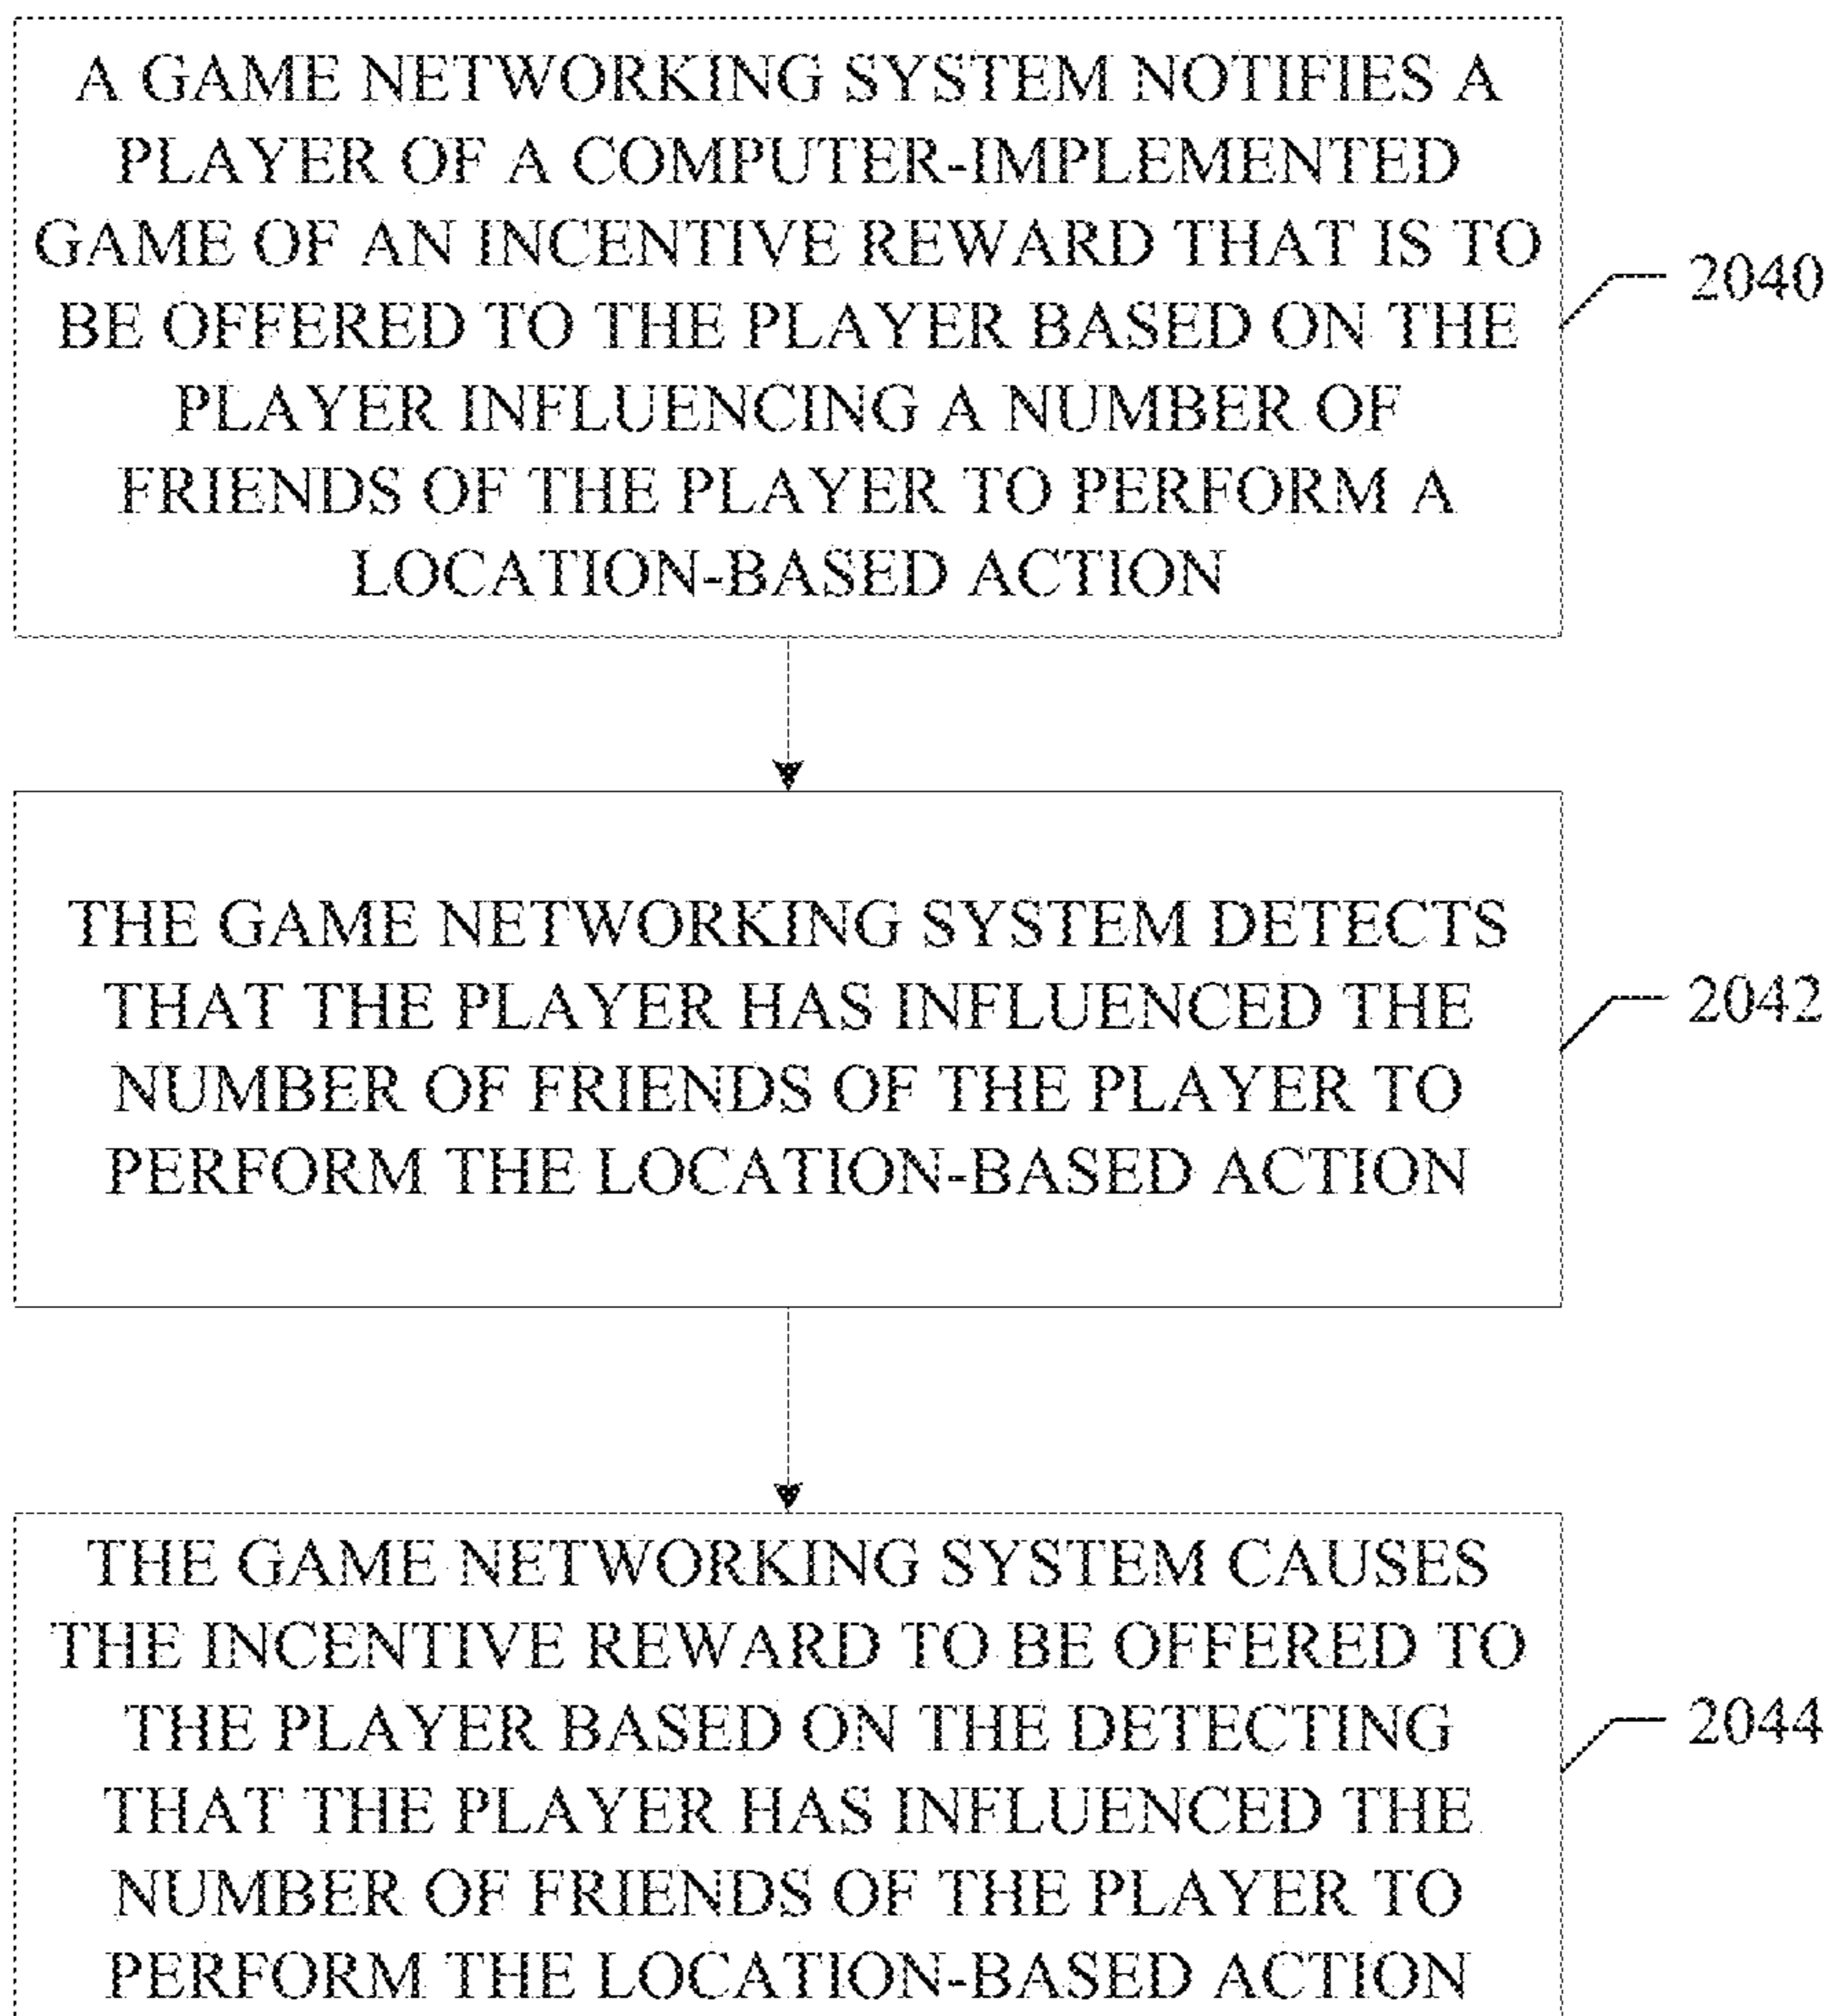 A GAME NETWORKING SYSTEM NOTIFIES A
PLAYER OF A COMPUTER-IMPLEMENTED
GAME OF AN INCENTIVE REWARD THAT IS TO
BE OFFERED TO THE PLAYER BASED ON THE
PLAYER INFLUENCING A NUMBER OF
FRIENDS OF THE PLAYER TO PERFORM A
LOCATION-BASED ACTION
2040
THE GAME NETWORKING SYSTEM DETECTS
THAT THE PLAYER HAS INFLUENCED THE
NUMBER OF FRIENDS OF THE PLAYER TO
PERFORM THE LOCATION-BASED ACTION
2042
THE GAME NETWORKING SYSTEM CAUSES
THE INCENTIVE REWARD TO BE OFFERED TO
THE PLAYER BASED ON THE DETECTING
THAT THE PLAYER HAS INFLUENCED THE
NUMBER OF FRIENDS OF THE PLAYER TO
PERFORM THE LOCATION-BASED ACTION
2044